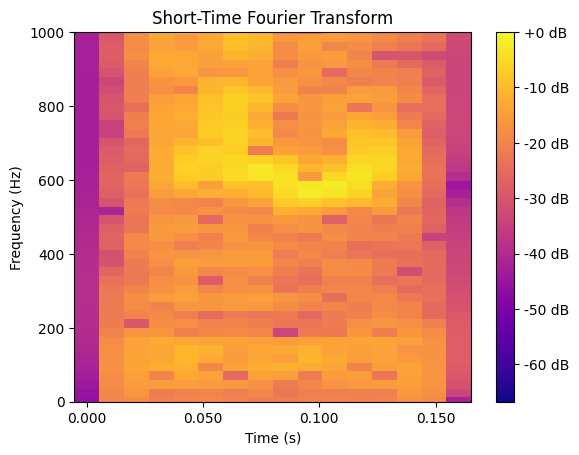 Short-Time Fourier Transform
1000
800
600
400
200
0
Frequency (Hz)
0.000
0.050
0.100
0.150
Time (s)
+0 dB
-10 dB
-20 dB
-30 dB
-40 dB
-50 dB
-60 dB